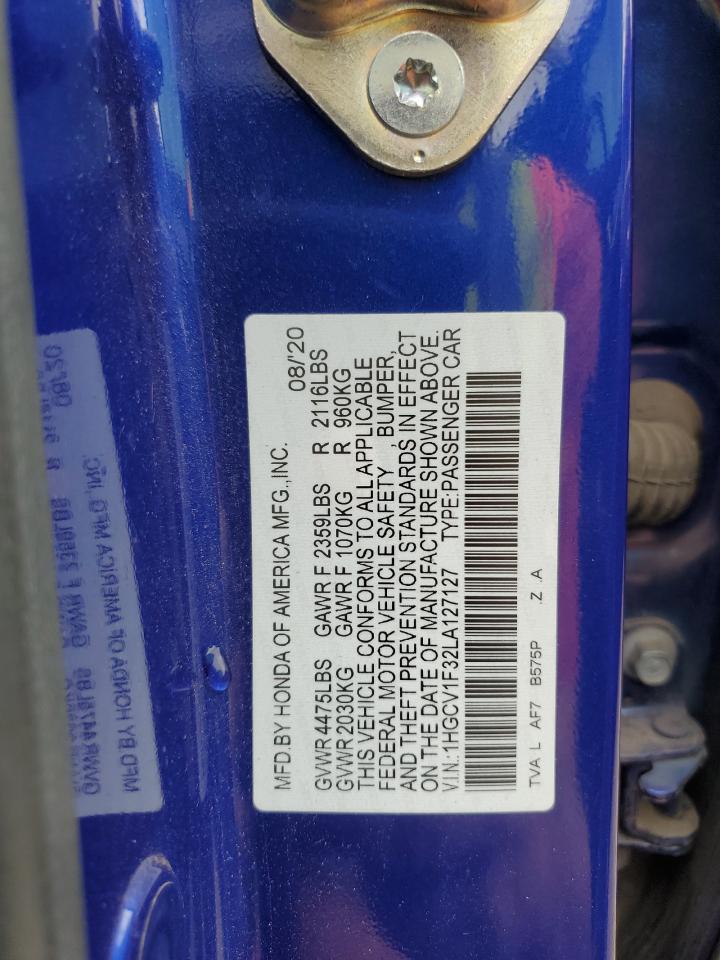 MFD.BY HONDA OF AMERICA MFG.,INC. 08/'20
GVWR 4475LBS GAWR F 2359LBS R 2116LBS
GVWR 2030KG GAWR F 1070KG R 960KG
THIS VEHICLE CONFORMS TO ALL APPLICABLE
FEDERAL MOTOR VEHICLE SAFETY ,BUMPER,
AND THEFT PREVENTION STANDARDS IN EFFECT
ON THE DATE OF MANUFACTURE SHOWN ABOVE.
V.I.N.:1HGCV1F32LA127127 TYPE:PASSENGER CAR
TVA L AF7 B575P .Z .A